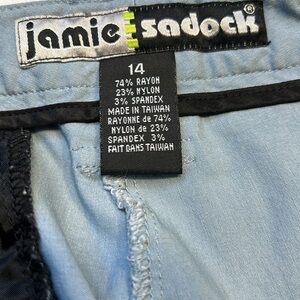 jamie sadock®
14
74% RAYON
23% NYLON
3% SPANDEX
MADE IN TAIWAN
RAYONNE de 74%
NYLON de 23%
SPANDEX 3%
FAIT DANS TAIWAN